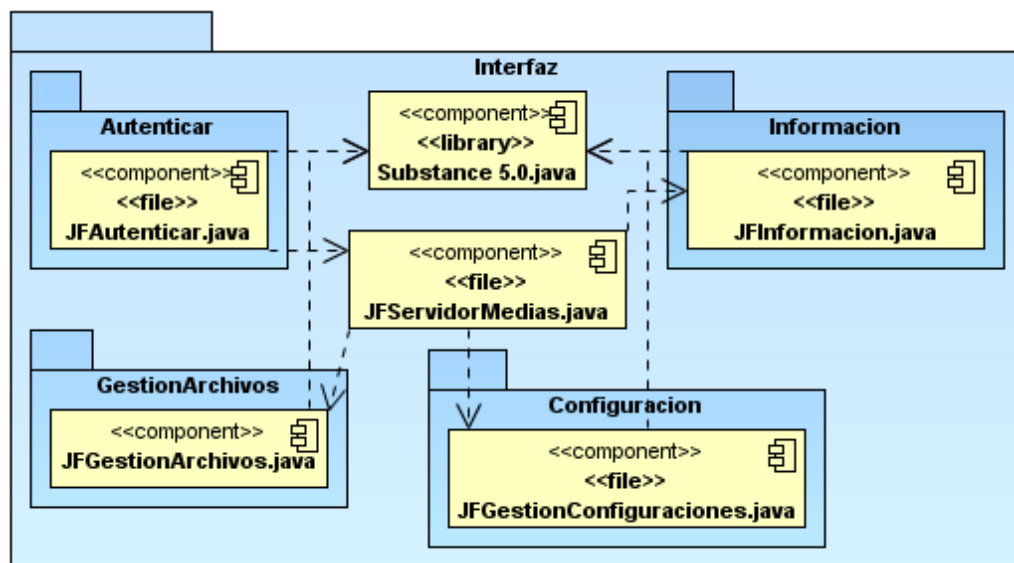 Interfaz
Autenticar
<<component>>
<<file>>
JFAutenticar.java
<<component>>
<<library>>
Substance 5.0.java
Informacion
<<component>>
<<file>>
JFInformacion.java
<<component>>
<<file>>
JFServidorMedias.java
GestionArchivos
<<component>>
JFGestionArchivos.java
Configuracion
<<component>>
<<file>>
JFGestionConfiguraciones.java